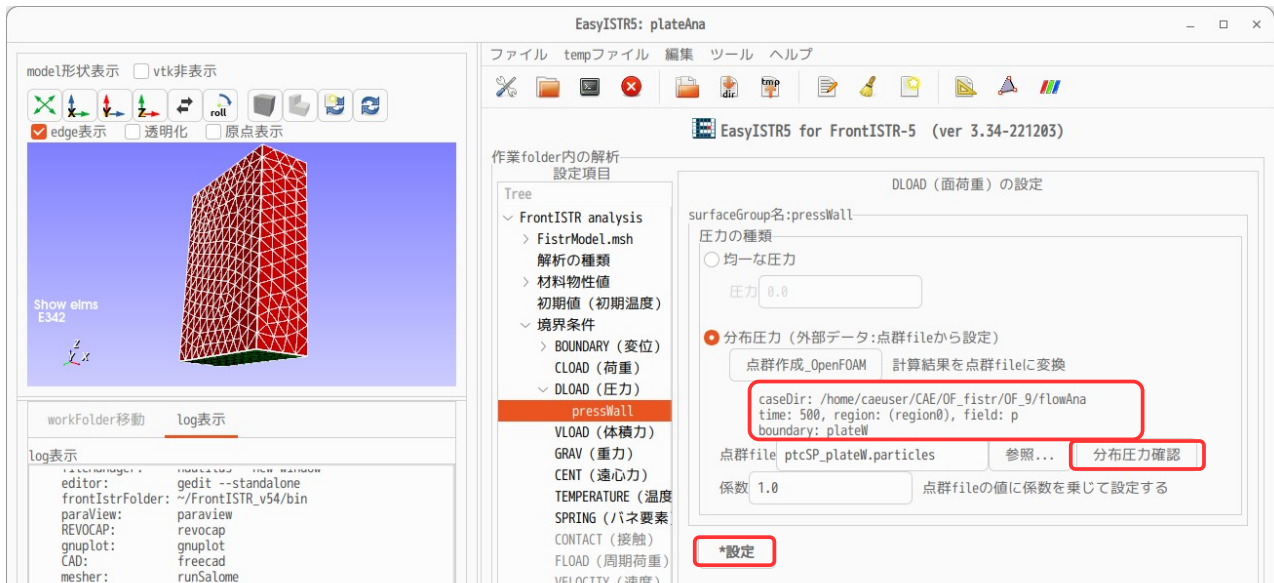 EasyISTR5: plateAna
model形状表示 vtk非表示
roll
edge表示 透明化 原点表示
Show elms
E342
Z
Y X
workFolder移動 log表示
log表示
editor: gedit --standalone
frontIstrFolder: ~/FrontISTR_v54/bin
paraView: paraview
REVOCAP: revocap
gnuplot: gnuplot
CAD: freecad
mesher: runSalome
ファイル tempファイル 編集 ツール ヘルプ
dir tmp
EasyISTR5 for FrontISTR-5 (ver 3.34-221203)
作業folder内の解析
設定項目
Tree
FrontISTR analysis
FistrModel.msh
解析の種類
材料物性値
初期値（初期温度）
境界条件
BOUNDARY（変位）
CLOAD（荷重）
DLOAD（圧力）
pressWall
VLOAD（体積力）
GRAV（重力）
CENT（遠心力）
TEMPERATURE（温度
SPRING（バネ要素
CONTACT（接触）
FLOAD（周期荷重）
VELOCITY（速度）
DLOAD（面荷重）の設定
surfaceGroup名:pressWall
圧力の種類
均一な圧力
圧力 0.0
分布圧力（外部データ:点群fileから設定）
点群作成_OpenFOAM 計算結果を点群fileに変換
caseDir: /home/caeuser/CAE/OF_fistr/OF_9/flowAna
time: 500, region: (region0), field: p
boundary: plateW
点群file ptcSP_plateW.particles 参照... 分布圧力確認
係数 1.0 点群fileの値に係数を乗じて設定する
*設定